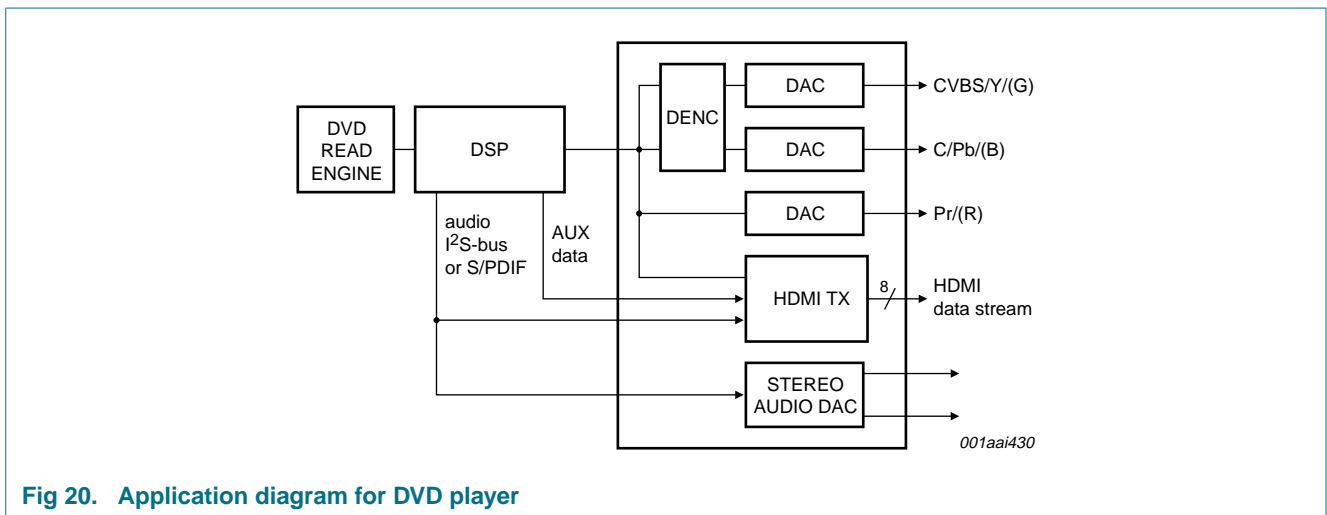 DVD
READ
ENGINE
DSP
audio
I2S-bus
or S/PDIF
AUX
data
DENC
DAC
DAC
DAC
HDMI TX
8
STEREO
AUDIO DAC
CVBS/Y/(G)
C/Pb/(B)
Pr/(R)
HDMI
data stream
001aai430
Fig 20. Application diagram for DVD player